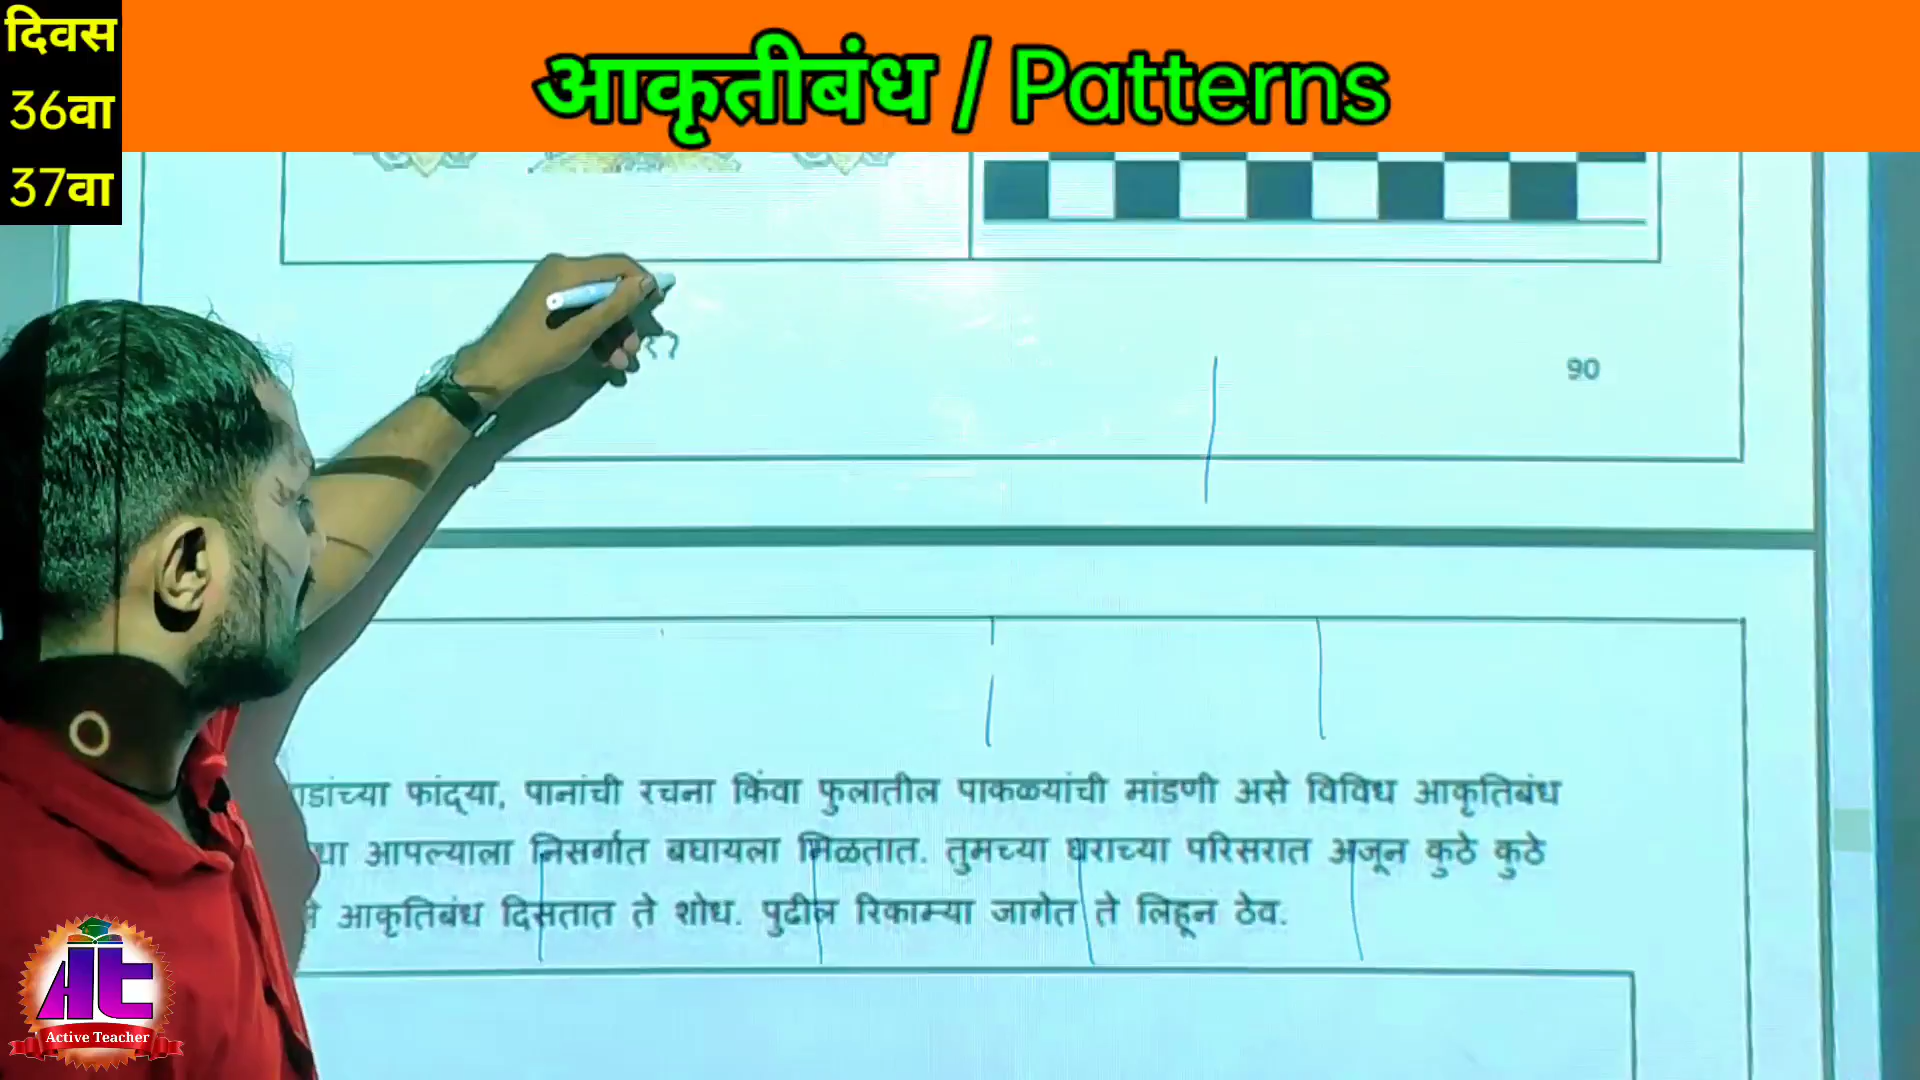 दिवस
36वा
37वा
आकृतीबंध / Patterns
90
फांद्या, पानांची रचना किंवा फुलातील पाकळ्यांची मांडणी असे विविध आकृतिबंध
आपल्याला निसर्गात बघायला मिळतात. तुमच्या घराच्या परिसरात अजून कुठे कुठे
आकृतिबंध दिसतात ते शोध. पुढील रिकाम्या जागेत ते लिहून ठेव.
At
Active Teacher